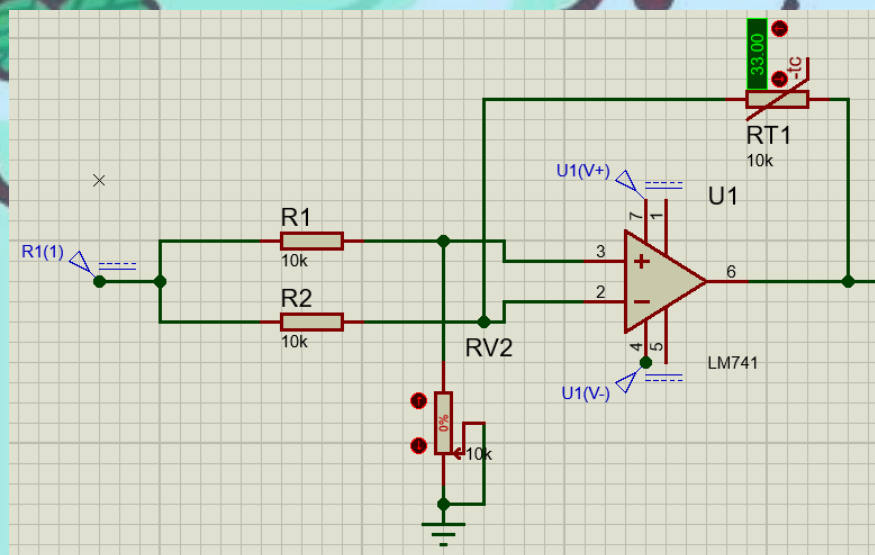 33.00
-tc
RT1
10k
U1(V+)
U1
7
1
R1
10k
R1(1)
3
+
6
R2
10k
2
−
RV2
4
5
LM741
U1(V-)
0%
10k